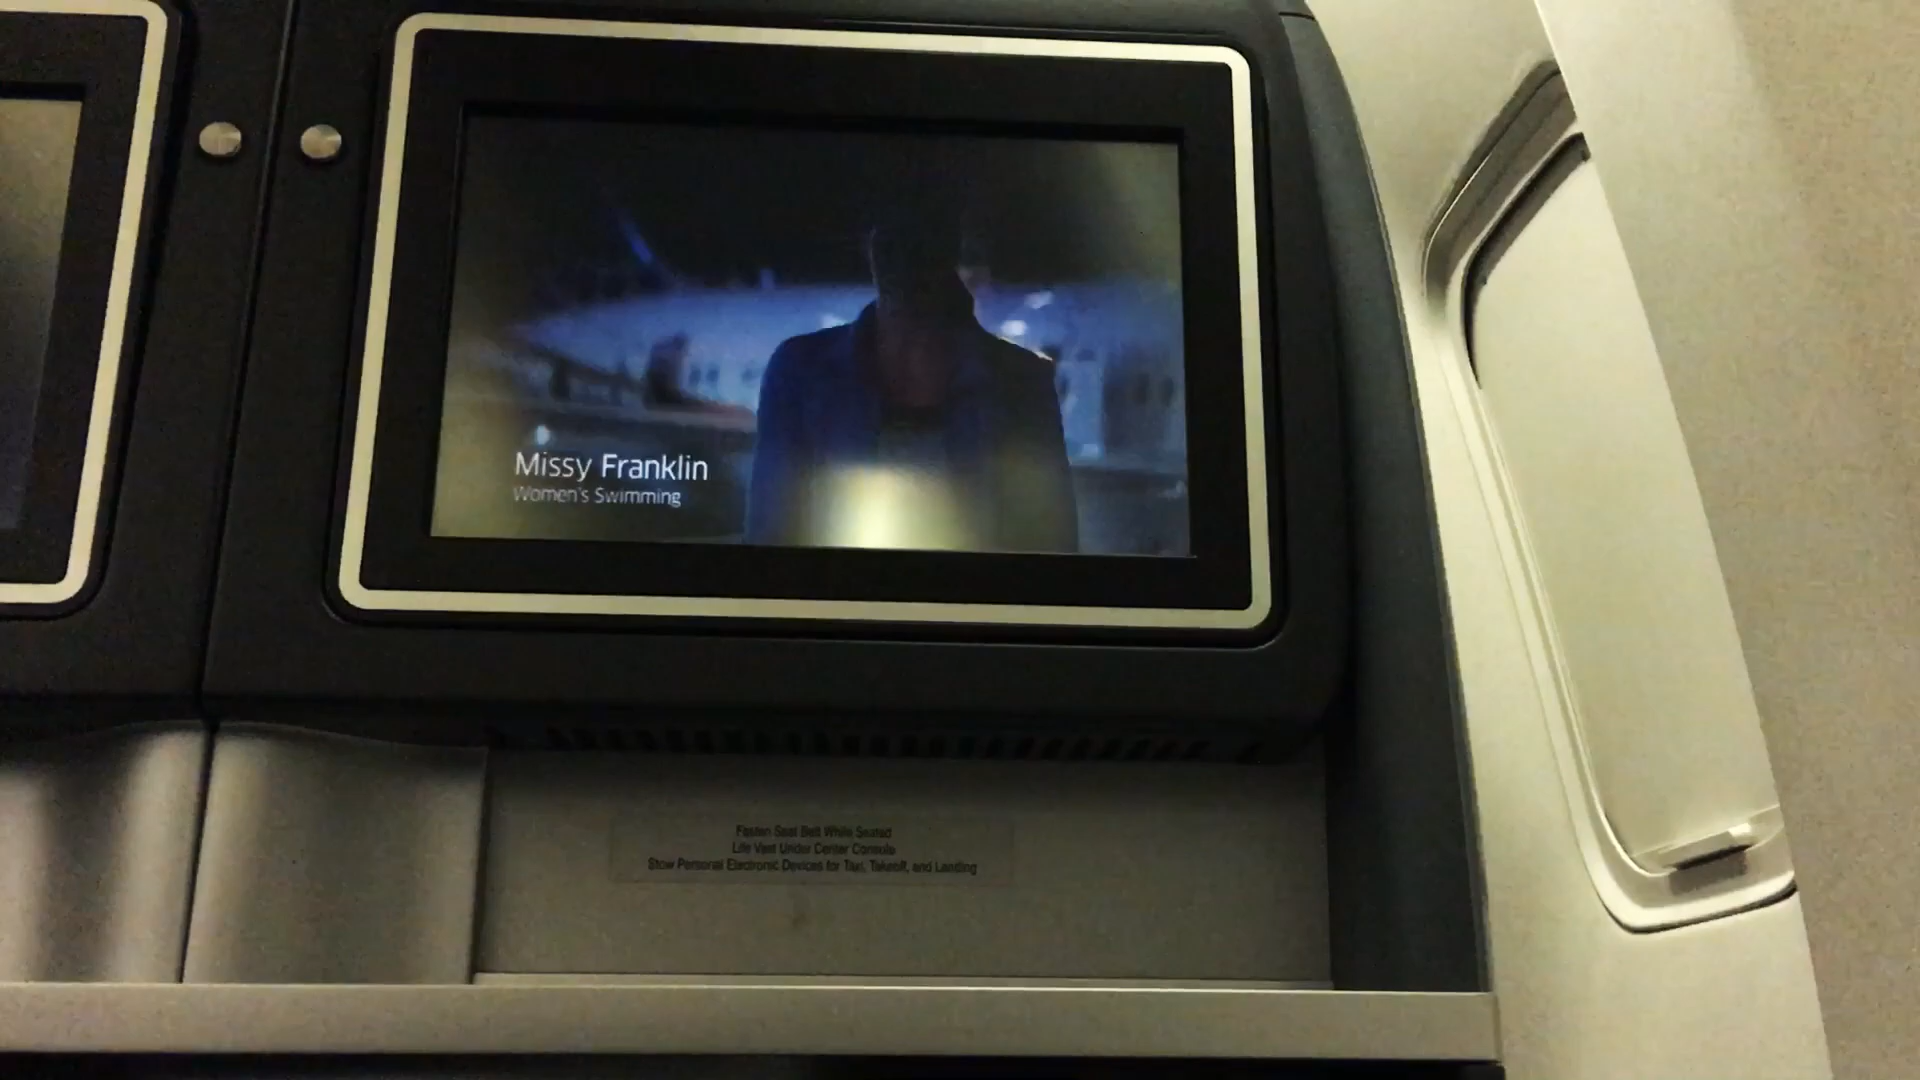 Missy Franklin
Women's Swimming
Fasten Seat Belt While Seated
Life Vest Under Center Console
Stow Personal Electronic Devices for Taxi, Takeoff, and Landing